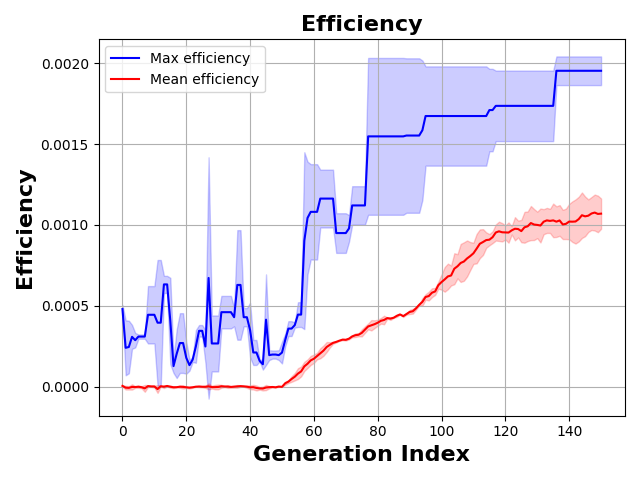 Efficiency
Max efficiency
Mean efficiency
Efficiency
0.0020
0.0015
0.0010
0.0005
0.0000
0 20 40 60 80 100 120 140
Generation Index